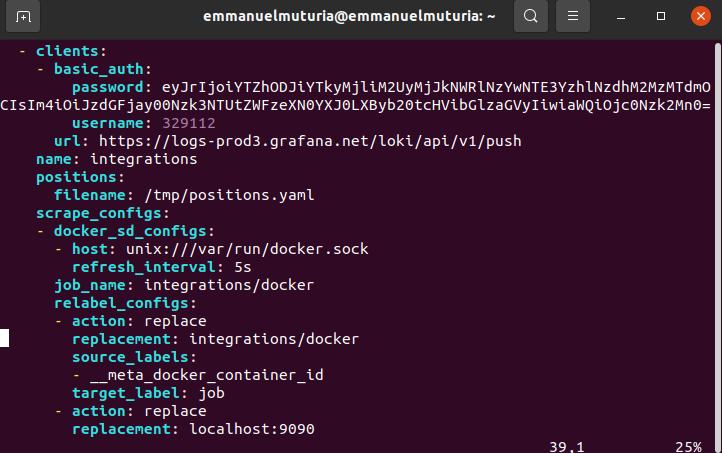 emmanuelmuturia@emmanuelmuturia: ~
- clients:
- basic_auth:
password: eyJrIjoiYTZhODJiYTkyMjliM2UyMjJkNWRlNzYwNTE3YzhlNzdhM2MzMTdmO
CIsIm4iOiJzdGFjay00Nzk3NTUtZWFzeXN0YXJ0LXByb20tcHVibGlzaGVyIiwiaWQiOjc0Nzk2Mn0=
username: 329112
url: https://logs-prod3.grafana.net/loki/api/v1/push
name: integrations
positions:
filename: /tmp/positions.yaml
scrape_configs:
- docker_sd_configs:
- host: unix:///var/run/docker.sock
refresh_interval: 5s
job_name: integrations/docker
relabel_configs:
- action: replace
replacement: integrations/docker
source_labels:
- __meta_docker_container_id
target_label: job
- action: replace
replacement: localhost:9090
39,1 25%